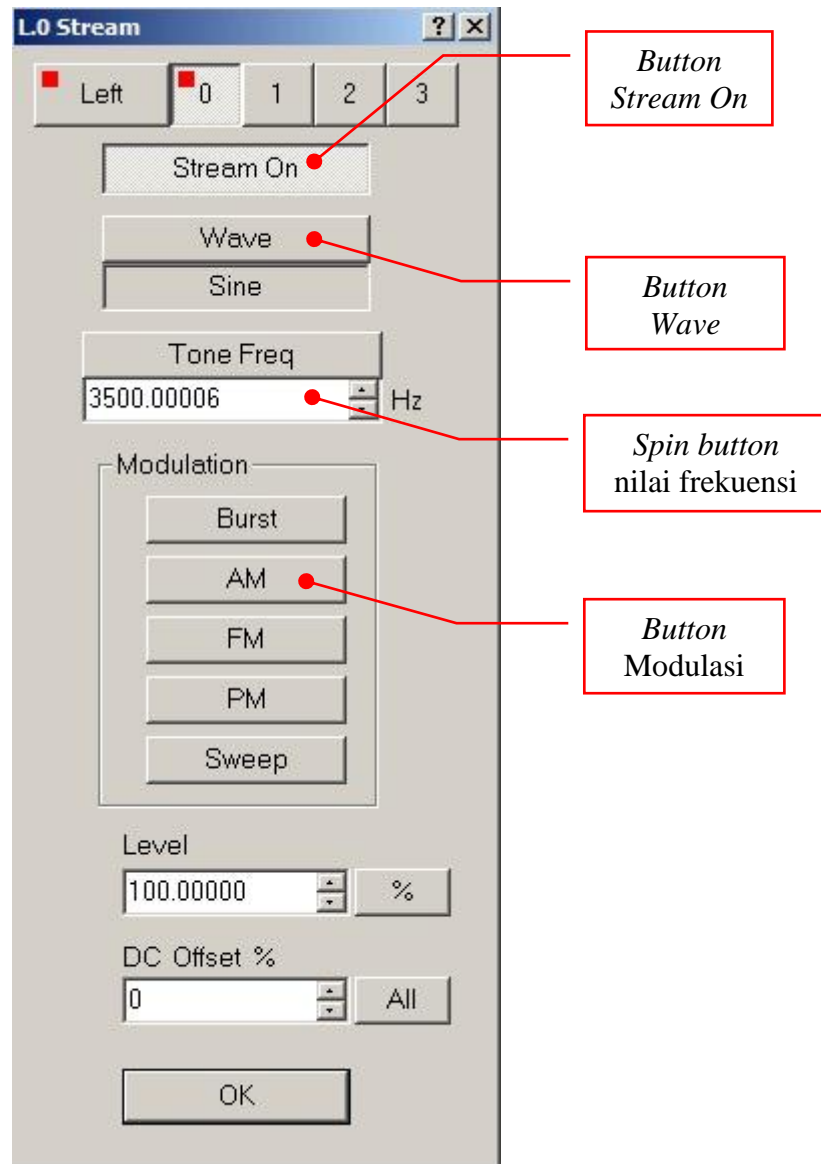 L.0 Stream ? ×
Left 0 1 2 3
Button
Stream On
Stream On
Wave
Sine
Button
Wave
Tone Freq
3500.00006 Hz
Spin button
nilai frekuensi
Modulation
Burst
AM
FM
PM
Sweep
Button
Modulasi
Level
100.00000 %
DC Offset %
0 All
OK